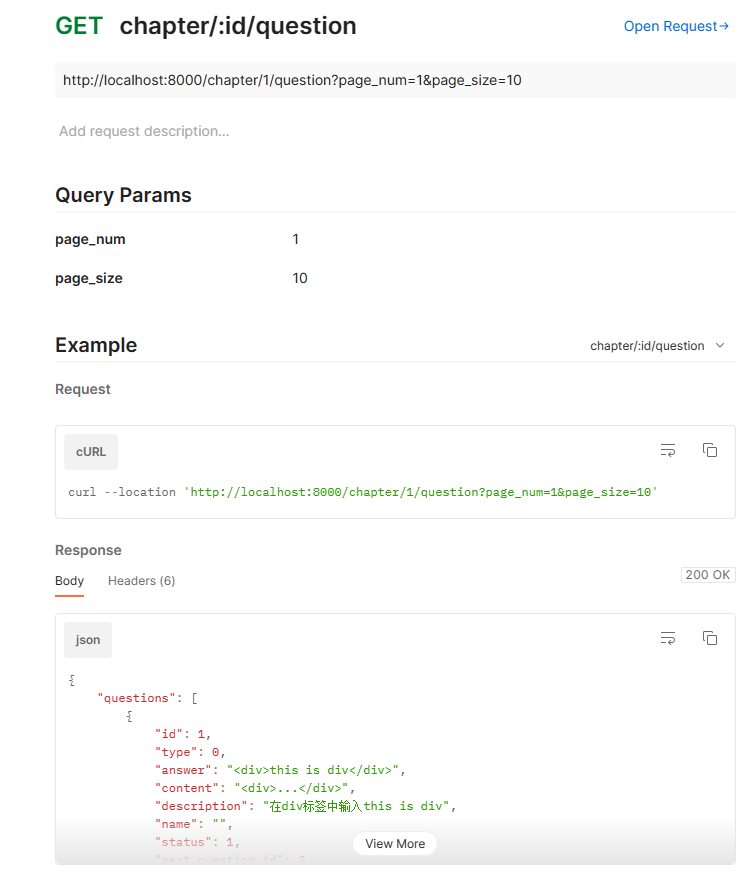 GET chapter/:id/question
Open Request→
http://localhost:8000/chapter/1/question?page_num=1&page_size=10
Add request description...
Query Params
page_num 1
page_size 10
Example
chapter/:id/question
Request
cURL
curl --location 'http://localhost:8000/chapter/1/question?page_num=1&page_size=10'
Response
Body Headers (6)
200 OK
json
{
"questions": [
{
"id": 1,
"type": 0,
"answer": "<div>this is div</div>",
"content": "<div>...</div>",
"description": "在div标签中输入this is div",
"name": "",
"status": 1,
"next_question_id": 2
View More